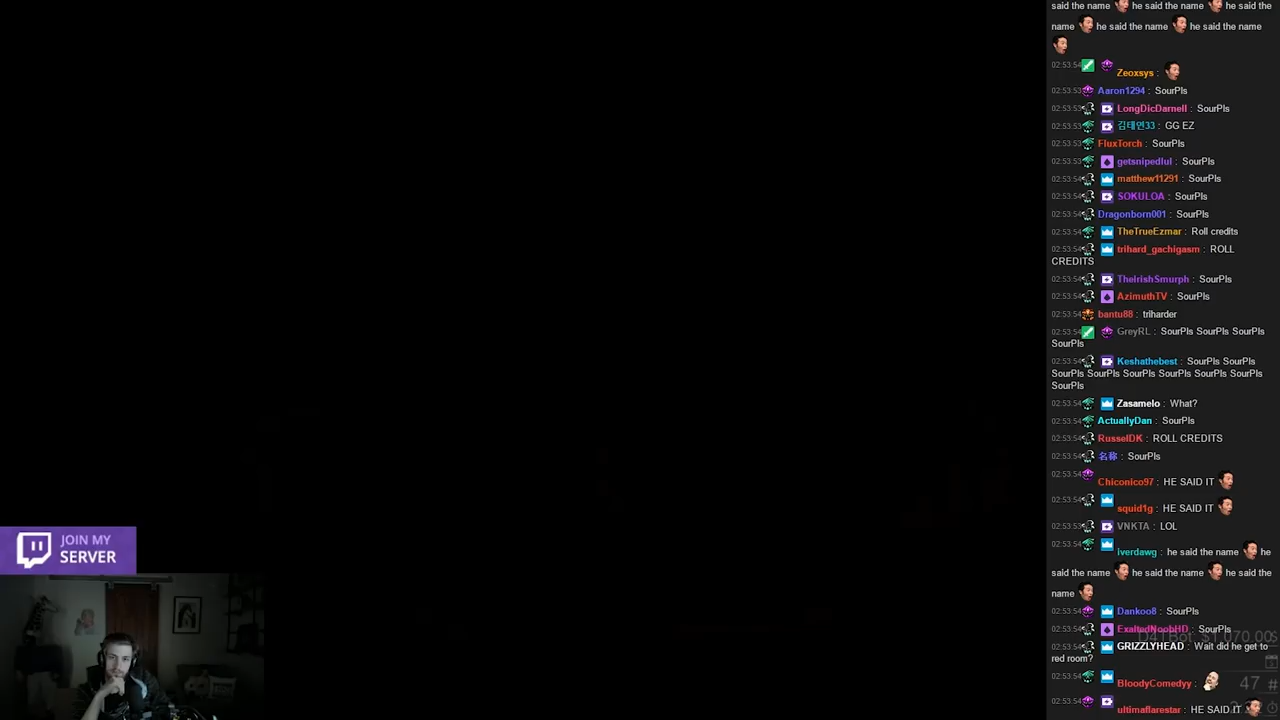 said the name he said the name he said the
name he said the name he said the name
02:53:54 Zeoxsys :
02:53:53 Aaron1294 : SourPls
02:53:53 LongDicDarnell : SourPls
02:53:53 김태연33 : GG EZ
02:53:53 FluxTorch : SourPls
02:53:53 getsnipedlul : SourPls
02:53:54 matthew11291 : SourPls
02:53:54 SOKULOA : SourPls
02:53:54 Dragonborn001 : SourPls
02:53:54 TheTrueEzmar : Roll credits
02:53:54 trihard_gachigasm : ROLL
CREDITS
02:53:54 TheIrishSmurph : SourPls
02:53:54 AzimuthTV : SourPls
02:53:54 bantu88 : triharder
02:53:54 GreyRL : SourPls SourPls SourPls
SourPls
02:53:54 Keshathebest : SourPls SourPls
SourPls SourPls SourPls SourPls SourPls SourPls
SourPls
02:53:54 Zasamelo : What?
02:53:54 ActuallyDan : SourPls
02:53:54 RusselDK : ROLL CREDITS
02:53:54 名称 : SourPls
02:53:54 Chiconico97 : HE SAID IT
02:53:54 squid1g : HE SAID IT
02:53:53 VNKTA : LOL
02:53:54 lverdawg : he said the name he
said the name he said the name he said the
name
02:53:54 Dankoo8 : SourPls
02:53:54 ExaltedNoobHD : SourPls
02:53:54 GRIZZLYHEAD : Wait did he get to
red room?
02:53:54 BloodyComedyy :
02:53:54 ultimaflarestar : HE SAID IT
JOIN MY
SERVER
47 #